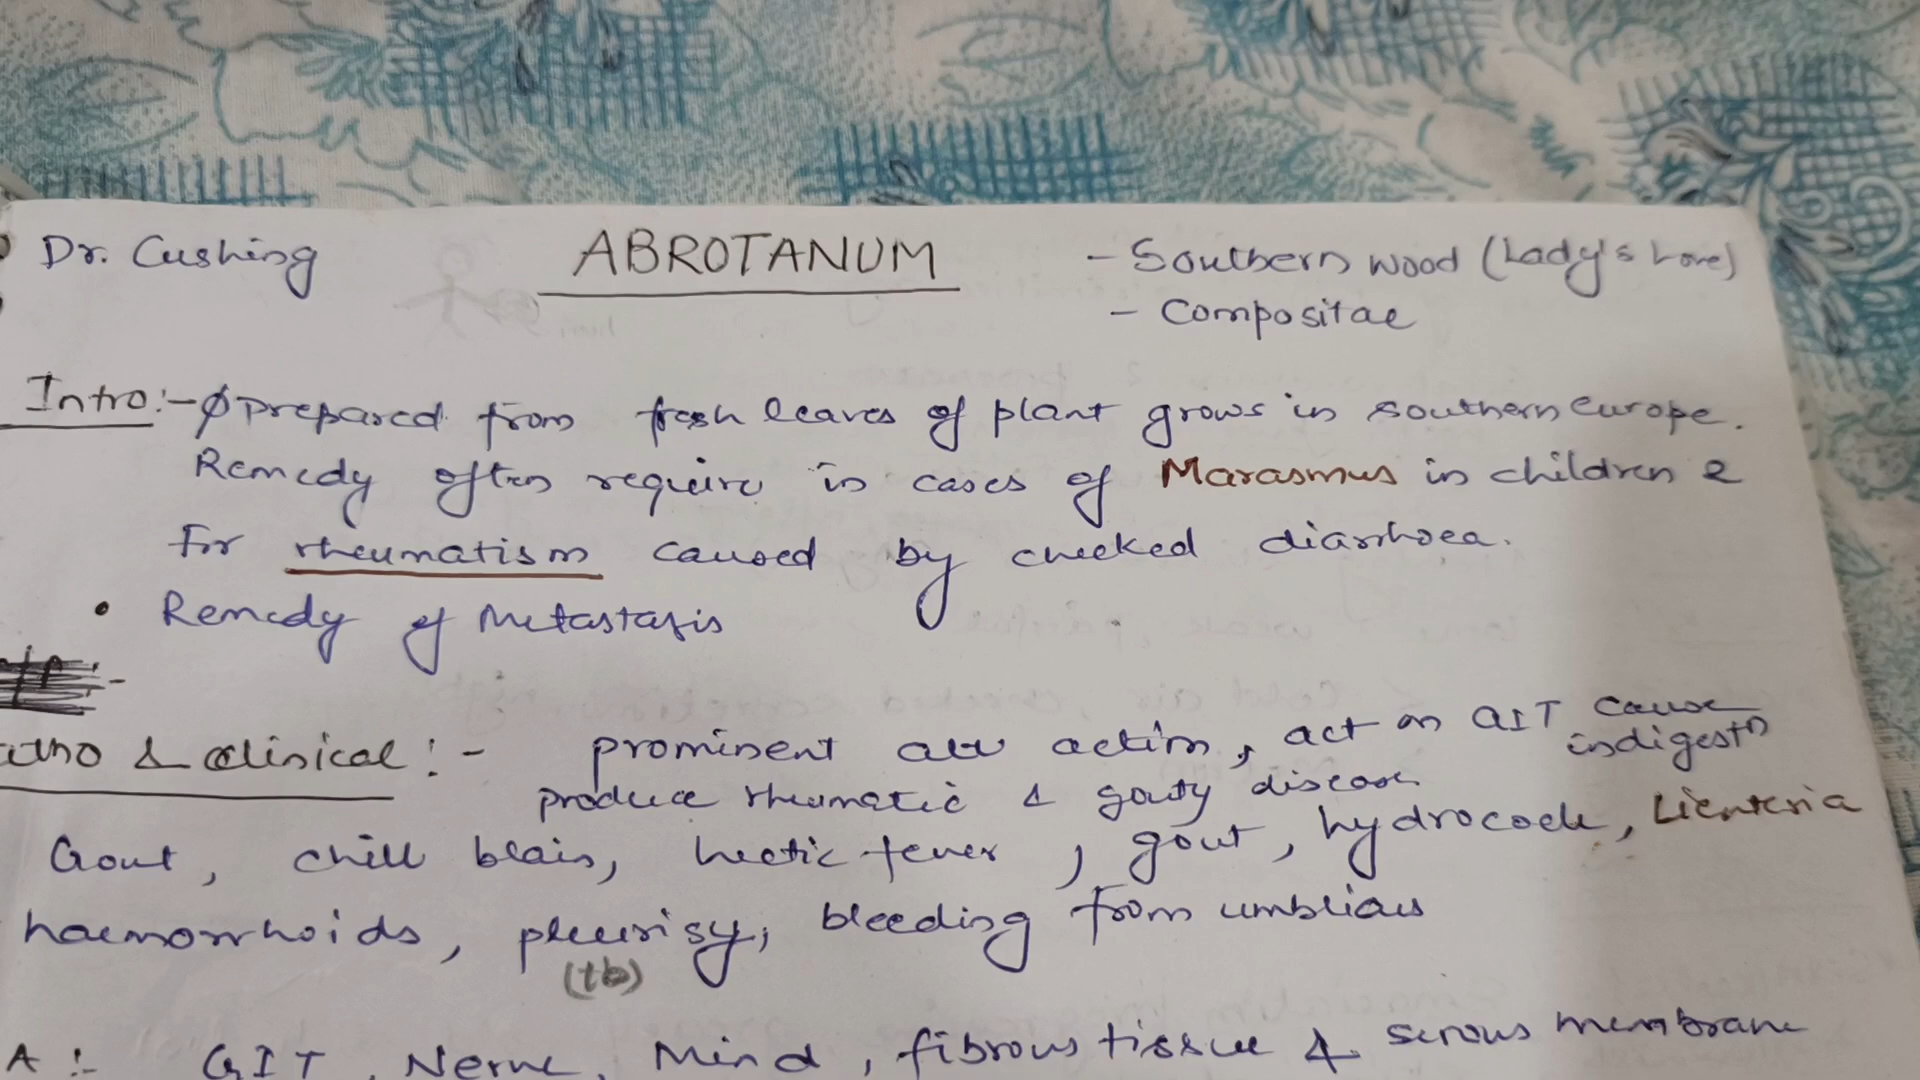 Dr. Cushing ABROTANUM - Southern wood (Lady's Love)
- Compositae
Intro:- ϕ prepared from fresh leaves of plant grows in southern europe.
Remedy often require in cases of Marasmus in children &
For rheumatism caused by checked diarrhoea.
• Remedy of Metastasis
atho & clinical :- prominent action, act on GIT cause indigestn
produce rheumatic & gouty disease
Gout, chill blain, hectic fever, gout, hydrocoele, Lienteria
haemorrhoids, pleurisy, bleeding from umblicus
(tb)
A :- GIT, Nerve, Mind, fibrous tissue & serous membrane